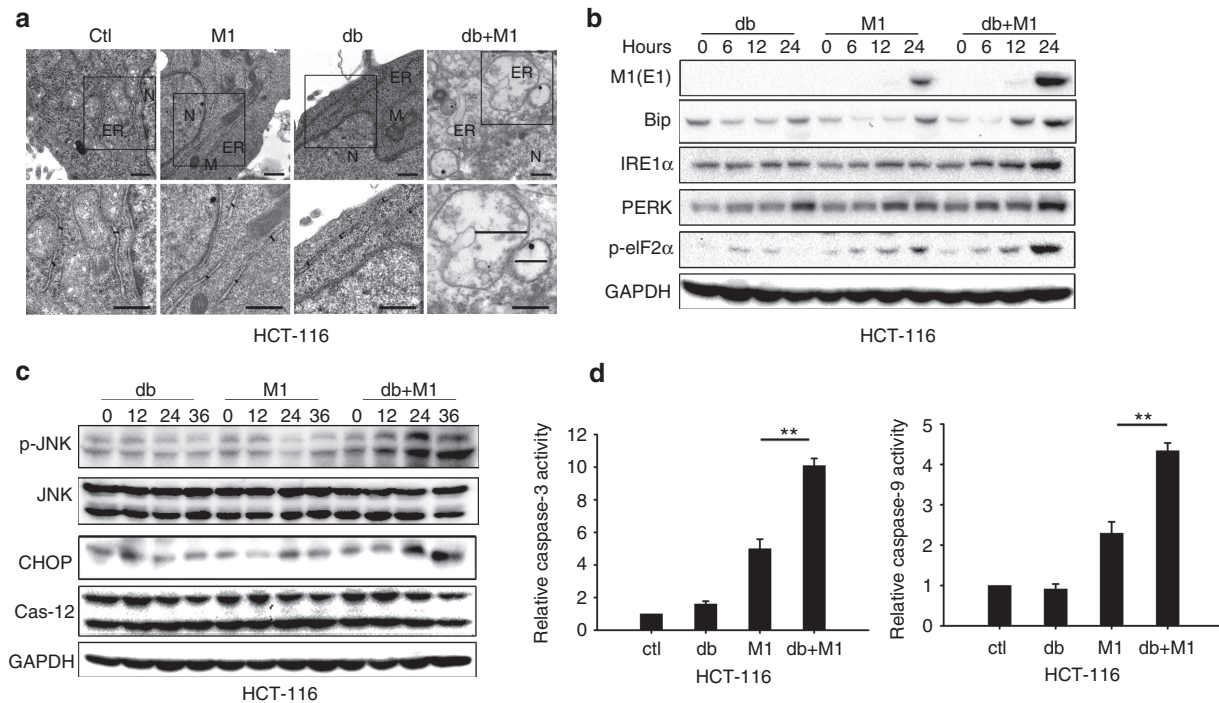 a
Ctl M1 db db+M1
N ER N ER M ER M N ER ER N
HCT-116
b
db M1 db+M1
Hours 0 6 12 24 0 6 12 24 0 6 12 24
M1(E1)
Bip
IRE1α
PERK
p-eIF2α
GAPDH
HCT-116
c
db M1 db+M1
0 12 24 36 0 12 24 36 0 12 24 36
p-JNK
JNK
CHOP
Cas-12
GAPDH
HCT-116
d
Relative caspase-3 activity
12
10
8
6
4
2
0
**
ctl db M1 db+M1
HCT-116
Relative caspase-9 activity
5
4
3
2
1
0
**
ctl db M1 db+M1
HCT-116